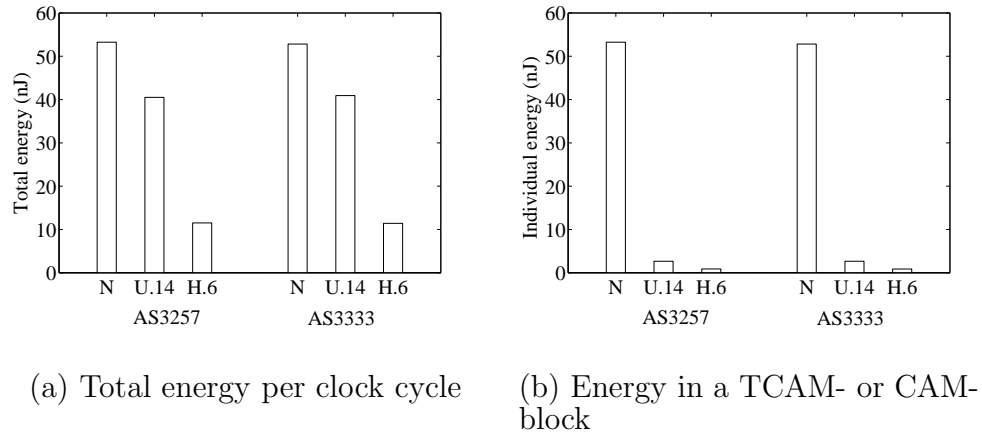 60
50
40
30
20
10
0
Total energy (nJ)
N U.14 H.6 N U.14 H.6
AS3257 AS3333
(a) Total energy per clock cycle
60
50
40
30
20
10
0
Individual energy (nJ)
N U.14 H.6 N U.14 H.6
AS3257 AS3333
(b) Energy in a TCAM- or CAM-
block